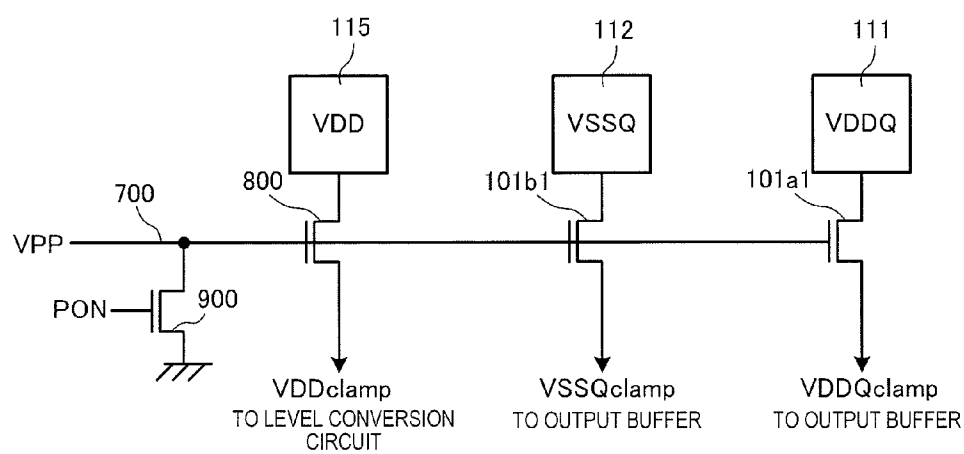 115
112
111
VDD
VSSQ
VDDQ
700
800
101b1
101a1
VPP
PON
900
VDDclamp
TO LEVEL CONVERSION
CIRCUIT
VSSQclamp
TO OUTPUT BUFFER
VDDQclamp
TO OUTPUT BUFFER